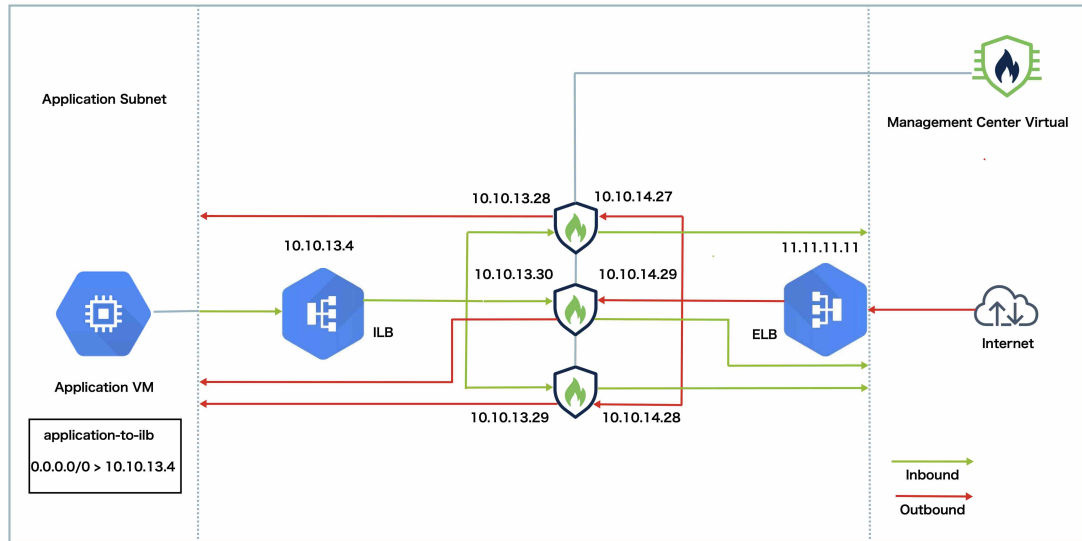 Application Subnet
Management Center Virtual
10.10.13.28
10.10.14.27
10.10.13.4
11.11.11.11
10.10.13.30
10.10.14.29
ILB
ELB
Internet
Application VM
10.10.13.29
10.10.14.28
application-to-ilb
0.0.0.0/0 > 10.10.13.4
Inbound
Outbound